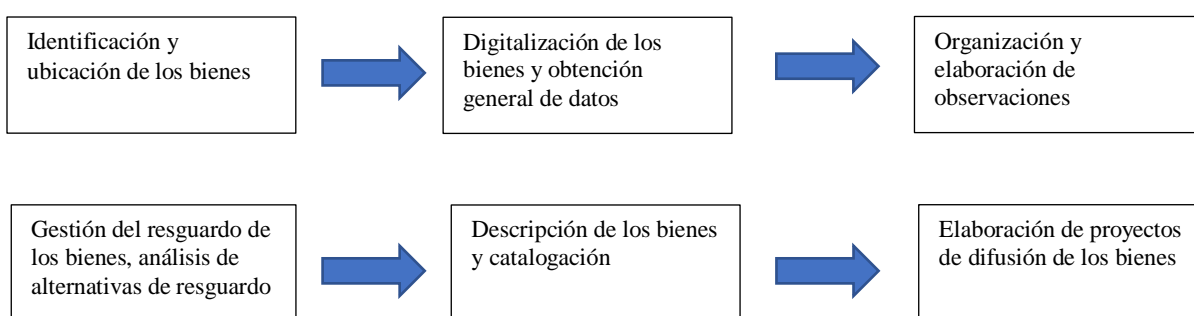 Identificación y
ubicación de los bienes
Digitalización de los
bienes y obtención
general de datos
Organización y
elaboración de
observaciones
Gestión del resguardo de
los bienes, análisis de
alternativas de resguardo
Descripción de los bienes
y catalogación
Elaboración de proyectos
de difusión de los bienes